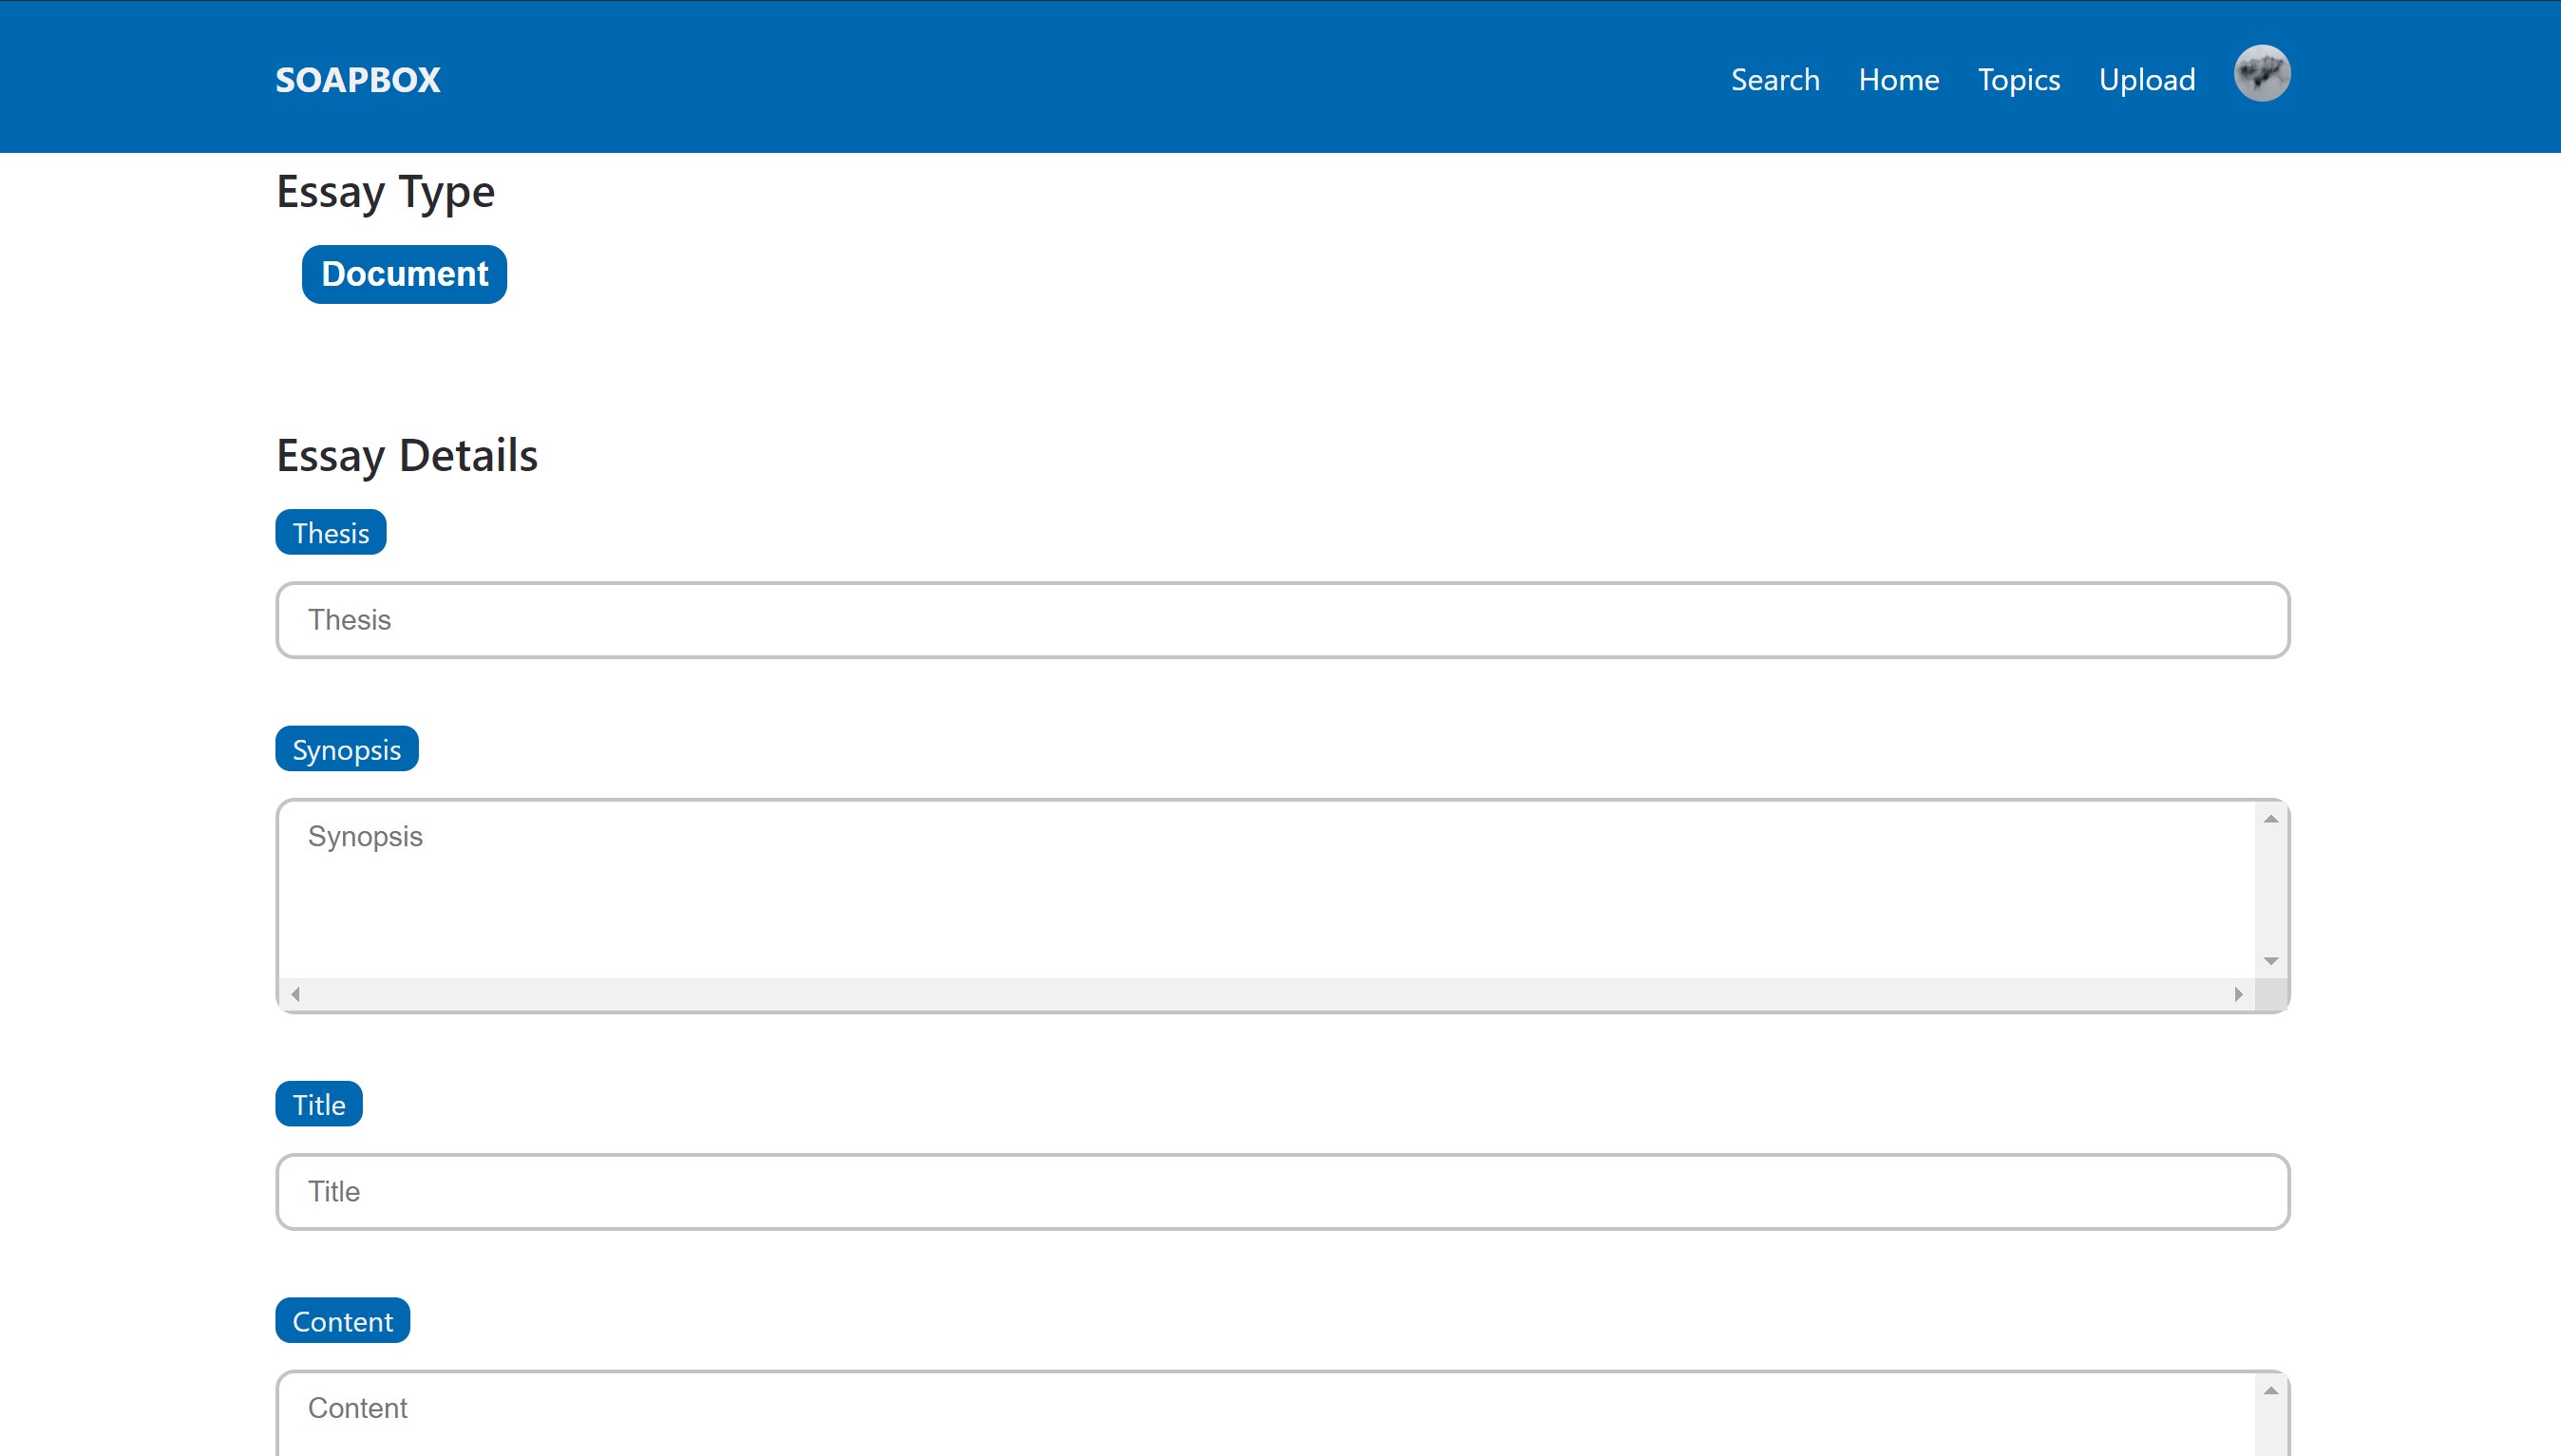 SOAPBOX
Search Home Topics Upload
Essay Type
Document
Essay Details
Thesis
Thesis
Synopsis
Synopsis
Title
Title
Content
Content